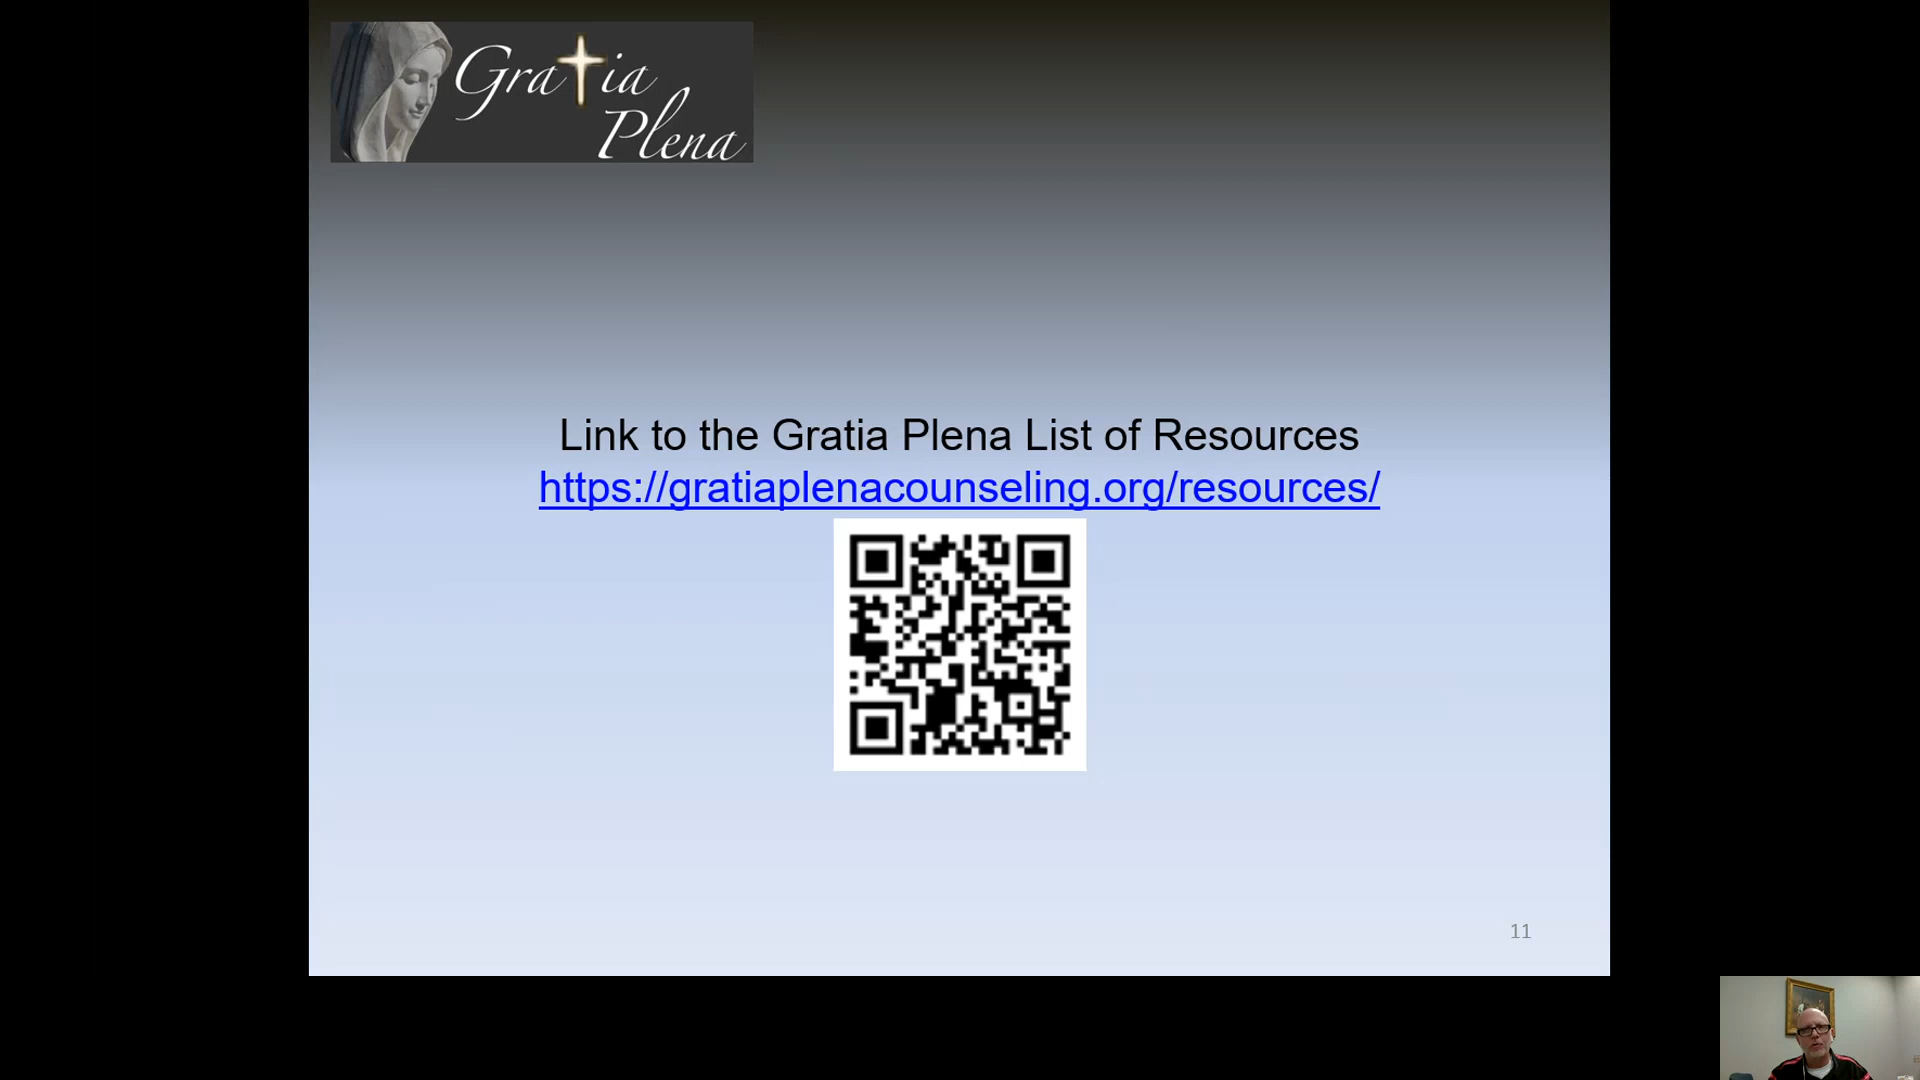 Gratia
Plena
Link to the Gratia Plena List of Resources
https://gratiaplenacounseling.org/resources/
11